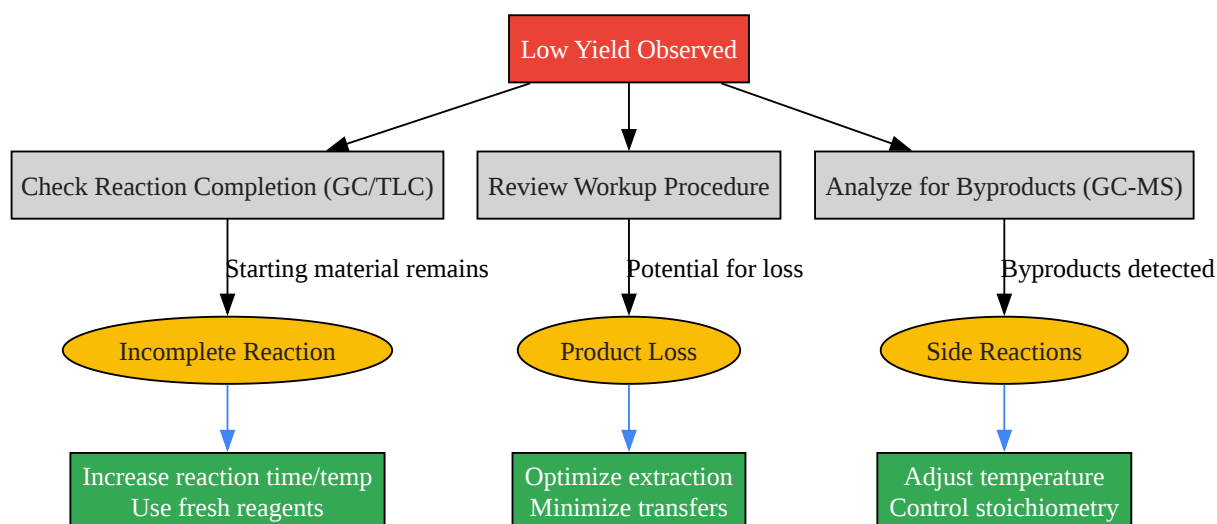 Low Yield Observed
Check Reaction Completion (GC/TLC)
Review Workup Procedure
Analyze for Byproducts (GC-MS)
Starting material remains
Potential for loss
Byproducts detected
Incomplete Reaction
Product Loss
Side Reactions
Increase reaction time/temp
Use fresh reagents
Optimize extraction
Minimize transfers
Adjust temperature
Control stoichiometry